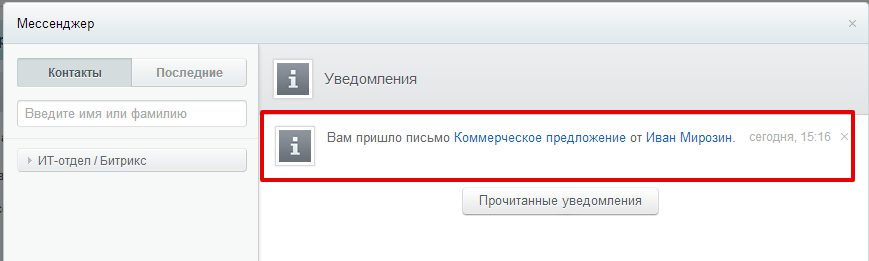 Мессенджер
Контакты
Последние
Введите имя или фамилию
ИТ-отдел / Битрикс
Уведомления
Вам пришло письмо Коммерческое предложение от Иван Мирозин. сегодня, 15:16
Прочитанные уведомления